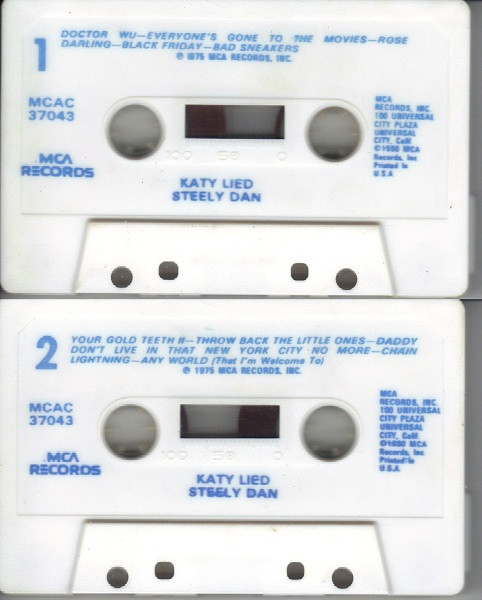 1
DOCTOR WU—EVERYONE'S GONE TO THE MOVIES—ROSE
DARLING—BLACK FRIDAY—BAD SNEAKERS
℗ 1975 MCA RECORDS, INC.
MCAC
37043
MCA
RECORDS
MCA
RECORDS, INC.
100 UNIVERSAL
CITY PLAZA
UNIVERSAL
CITY, Calif.
©1980 MCA
Records, Inc
Printed in
U.S.A
100 50 0
KATY LIED
STEELY DAN
2
YOUR GOLD TEETH II—THROW BACK THE LITTLE ONES—DADDY
DON'T LIVE IN THAT NEW YORK CITY NO MORE—CHAIN
LIGHTNING—ANY WORLD (That I'm Welcome To)
℗ 1975 MCA RECORDS, INC.
MCAC
37043
MCA
RECORDS
MCA
RECORDS, INC.
100 UNIVERSAL
CITY PLAZA
UNIVERSAL
CITY, Calif.
©1980 MCA
Records, Inc
Printed in
U.S.A
100 50 0
KATY LIED
STEELY DAN